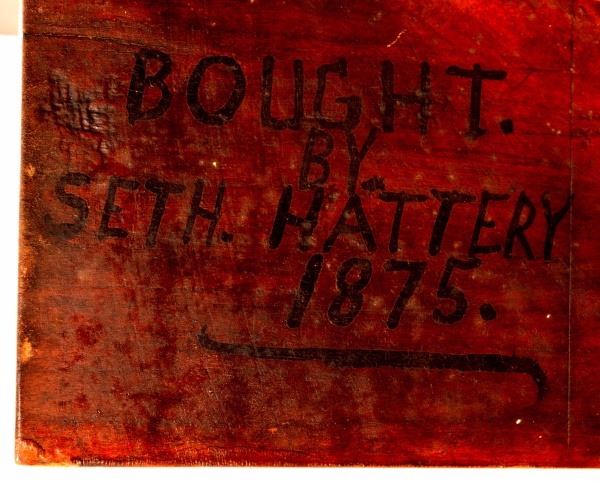 BOUGHT.
BY.
SETH. HATTERY
1875.